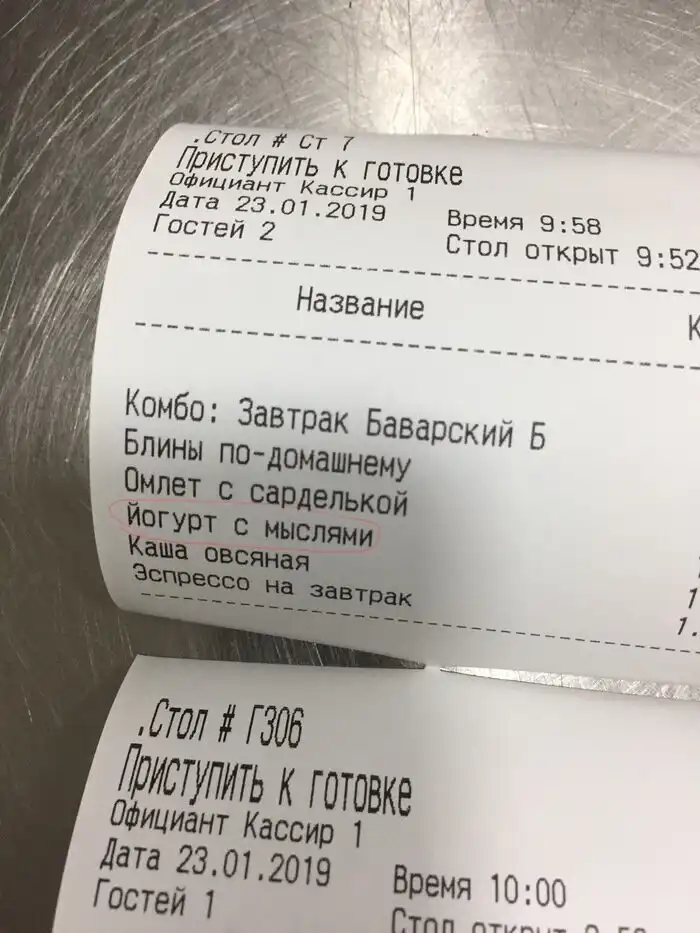 .Стол # Ст 7
Приступить к готовке
Официант Кассир 1
Дата 23.01.2019 Время 9:58
Гостей 2 Стол открыт 9:52
Название К
Комбо: Завтрак Баварский Б
Блины по-домашнему
Омлет с сарделькой
Йогурт с мыслями
Каша овсяная
Эспрессо на завтрак
.Стол # Г306
Приступить к готовке
Официант Кассир 1
Дата 23.01.2019 Время 10:00
Гостей 1 Стол открыт